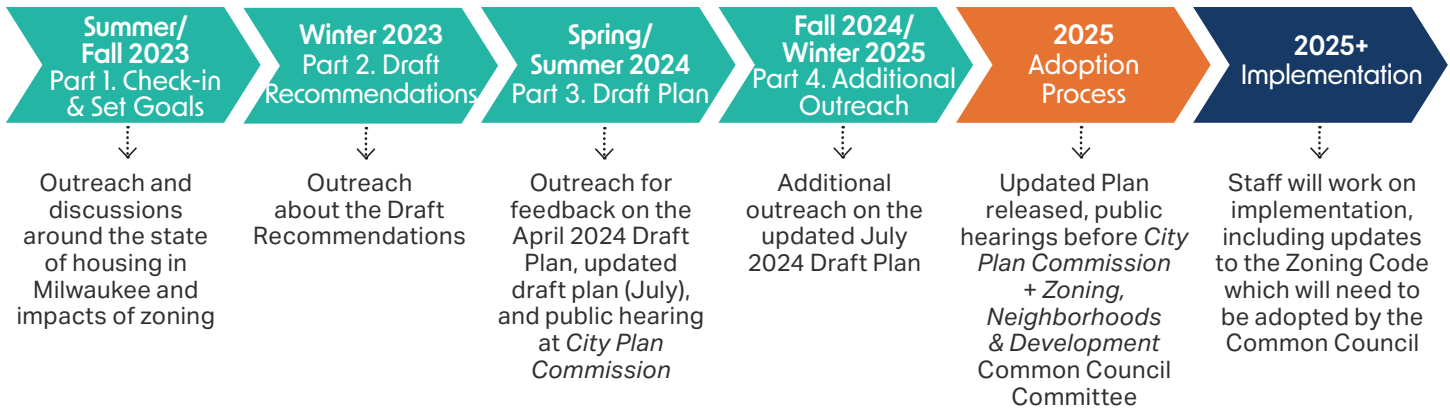 Summer/
Fall 2023
Part 1. Check-in
& Set Goals
Outreach and
discussions
around the state
of housing in
Milwaukee and
impacts of zoning
Winter 2023
Part 2. Draft
Recommendations
Outreach
about the Draft
Recommendations
Spring/
Summer 2024
Part 3. Draft Plan
Outreach for
feedback on the
April 2024 Draft
Plan, updated
draft plan (July),
and public hearing
at City Plan
Commission
Fall 2024/
Winter 2025
Part 4. Additional
Outreach
Additional
outreach on the
updated July
2024 Draft Plan
2025
Adoption
Process
Updated Plan
released, public
hearings before City
Plan Commission
+ Zoning,
Neighborhoods
& Development
Common Council
Committee
2025+
Implementation
Staff will work on
implementation,
including updates
to the Zoning Code
which will need to
be adopted by the
Common Council